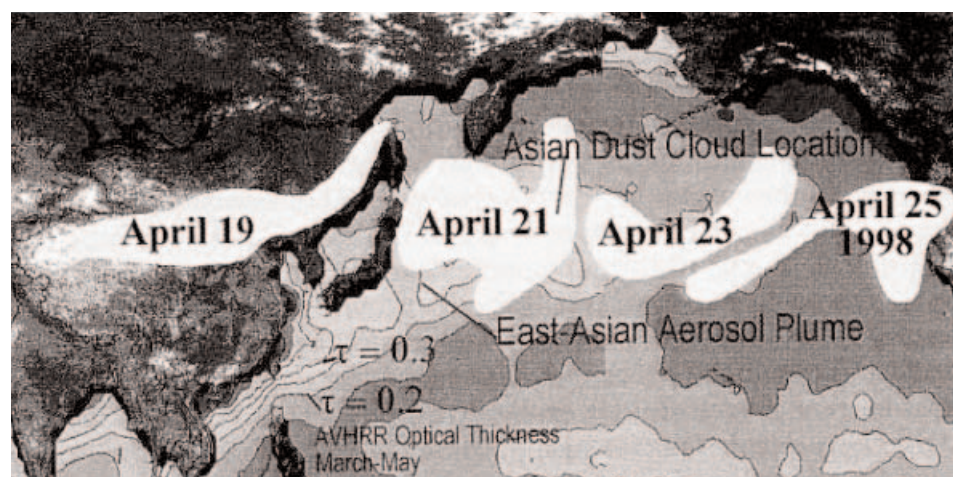 Asian Dust Cloud Location
April 19
April 21
April 23
April 25
1998
East-Asian Aerosol Plume
τ = 0.3
τ = 0.2
AVHRR Optical Thickness
March-May